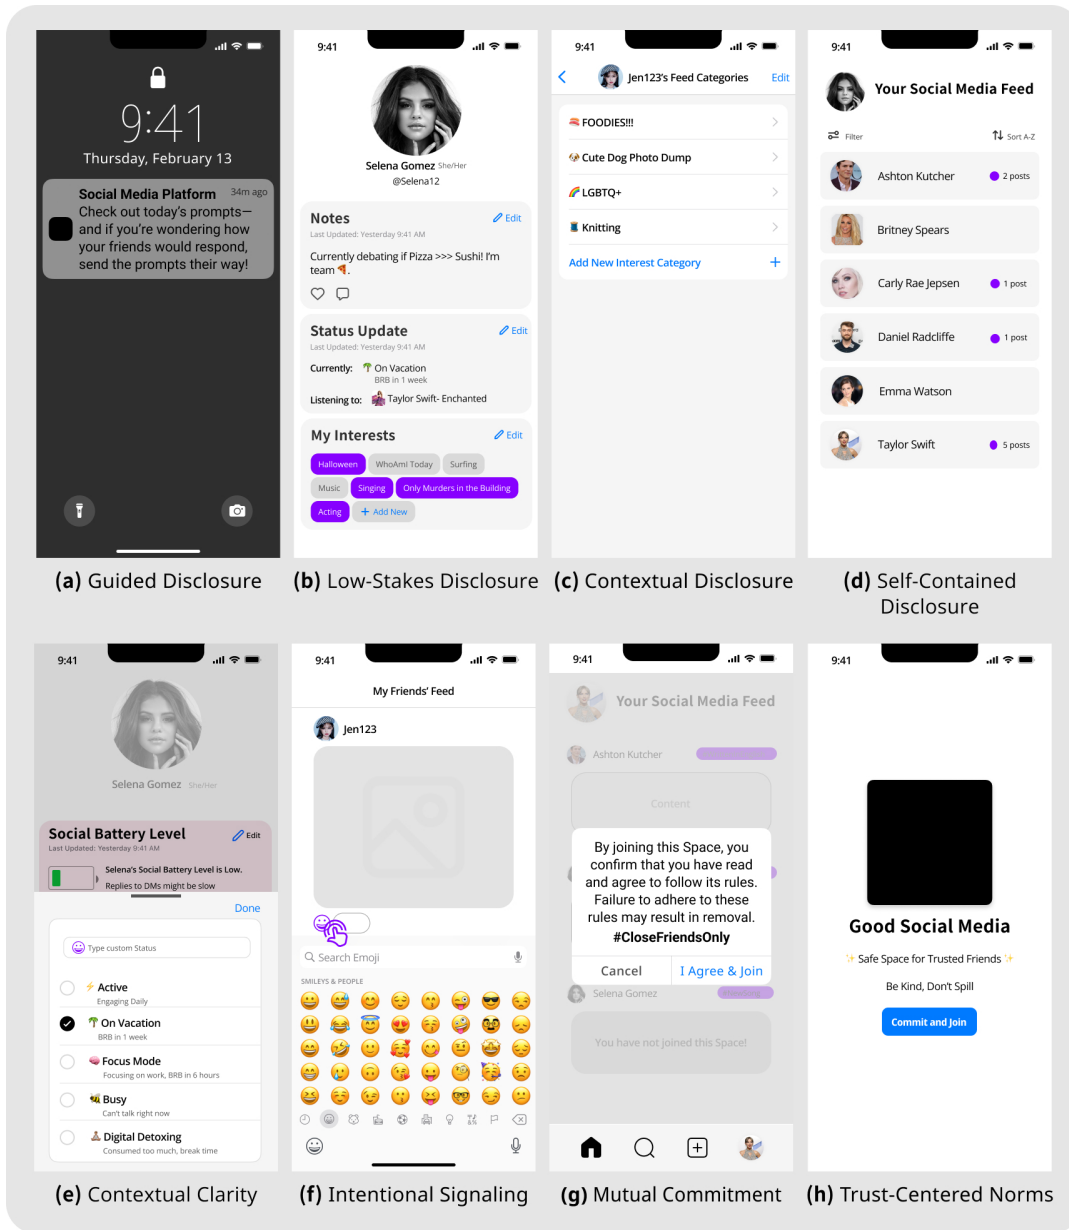 9:41
Thursday, February 13
Social Media Platform 34m ago
Check out today's prompts—
and if you're wondering how
your friends would respond,
send the prompts their way!
(a) Guided Disclosure
9:41
Selena Gomez She/Her
@Selena12
Notes Edit
Last Updated: Yesterday 9:41 AM
Currently debating if Pizza >>> Sushi! I'm
team 🍕.
Status Update Edit
Last Updated: Yesterday 9:41 AM
Currently: 🌴 On Vacation
BRB in 1 week
Listening to: Taylor Swift- Enchanted
My Interests Edit
Halloween WhoAmI Today Surfing
Music Singing Only Murders in the Building
Acting + Add New
(b) Low-Stakes Disclosure
9:41
Jen123's Feed Categories Edit
🍣 FOODIES!!!
🐶 Cute Dog Photo Dump
🌈 LGBTQ+
🧵 Knitting
Add New Interest Category +
(c) Contextual Disclosure
9:41
Your Social Media Feed
Filter Sort A-Z
Ashton Kutcher 2 posts
Britney Spears
Carly Rae Jepsen 1 post
Daniel Radcliffe 1 post
Emma Watson
Taylor Swift 5 posts
(d) Self-Contained
Disclosure
9:41
Selena Gomez She/Her
Social Battery Level Edit
Last Updated: Yesterday 9:41 AM
Selena's Social Battery Level is Low.
Replies to DMs might be slow
Done
Type custom Status
⚡ Active
Engaging Daily
🌴 On Vacation
BRB in 1 week
🧠 Focus Mode
Focusing on work, BRB in 6 hours
🐝 Busy
Can't talk right now
Digital Detoxing
Consumed too much, break time
(e) Contextual Clarity
9:41
My Friends' Feed
Jen123
Search Emoji
SMILEYS & PEOPLE
(f) Intentional Signaling
9:41
Your Social Media Feed
Ashton Kutcher
Content
By joining this Space, you
confirm that you have read
and agree to follow its rules.
Failure to adhere to these
rules may result in removal.
#CloseFriendsOnly
Cancel I Agree & Join
Selena Gomez
You have not joined this Space!
(g) Mutual Commitment
9:41
Good Social Media
✨ Safe Space for Trusted Friends ✨
Be Kind, Don't Spill
Commit and Join
(h) Trust-Centered Norms